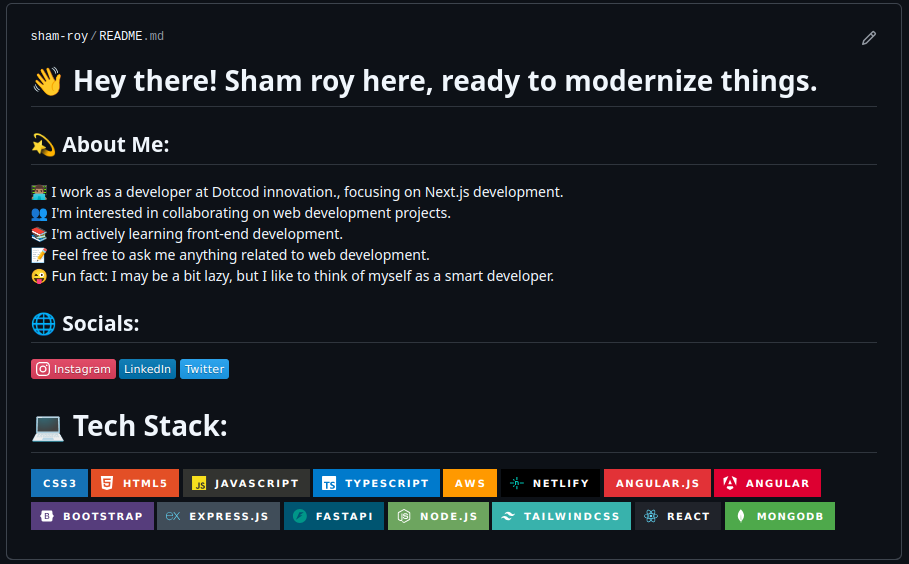 sham-roy/README.md
👋 Hey there! Sham roy here, ready to modernize things.
💫 About Me:
👨🏽‍💻 I work as a developer at Dotcod innovation., focusing on Next.js development.
👥 I'm interested in collaborating on web development projects.
📚 I'm actively learning front-end development.
📝 Feel free to ask me anything related to web development.
😜 Fun fact: I may be a bit lazy, but I like to think of myself as a smart developer.
🌐 Socials:
Instagram LinkedIn Twitter
💻 Tech Stack:
CSS3 HTML5 JS JAVASCRIPT TS TYPESCRIPT AWS NETLIFY ANGULAR.JS ANGULAR
B BOOTSTRAP ex EXPRESS.JS FASTAPI JS NODE.JS TAILWINDCSS REACT MONGODB